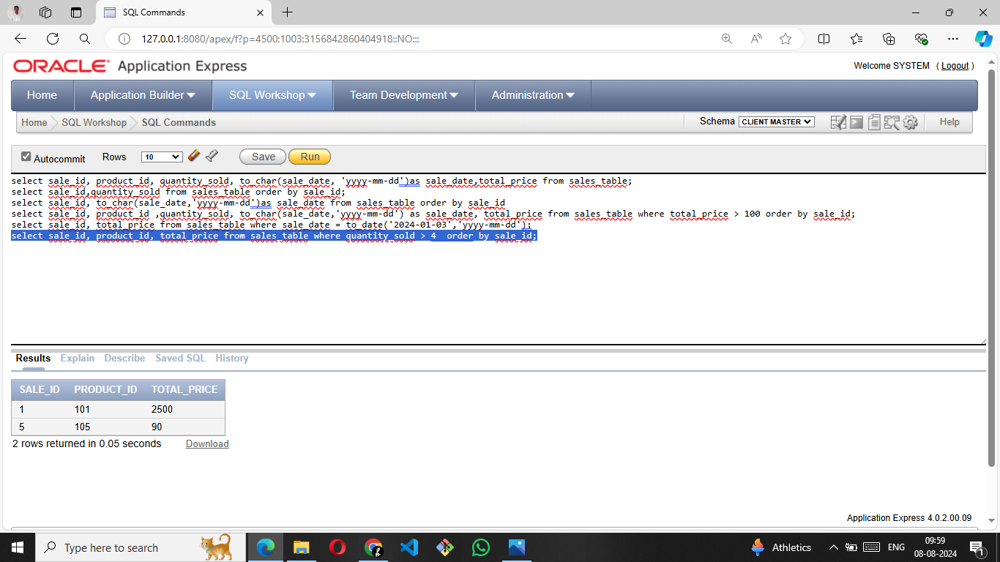 SQL Commands
127.0.0.1:8080/apex/f?p=4500:1003:3156842860404918::NO:::
ORACLE Application Express
Welcome SYSTEM ( Logout )
Home Application Builder SQL Workshop Team Development Administration
Home SQL Workshop SQL Commands Schema CLIENT MASTER Help
Autocommit Rows 10 Save Run
select sale_id, product_id, quantity_sold, to_char(sale_date, 'yyyy-mm-dd')as sale_date,total_price from sales_table;
select sale_id,quantity_sold from sales_table order by sale_id;
select sale_id, to_char(sale_date,'yyyy-mm-dd')as sale_date from sales_table order by sale_id
select sale_id, product_id ,quantity_sold, to_char(sale_date,'yyyy-mm-dd') as sale_date, total_price from sales_table where total_price > 100 order by sale_id;
select sale_id, total_price from sales_table where sale_date = to_date('2024-01-03','yyyy-mm-dd');
select sale_id, product_id, total_price from sales_table where quantity_sold > 4  order by sale_id;
Results Explain Describe Saved SQL History
SALE_ID PRODUCT_ID TOTAL_PRICE
1 101 2500
5 105 90
2 rows returned in 0.05 seconds Download
Application Express 4.0.2.00.09
Type here to search
Athletics
ENG
09:59
08-08-2024
1